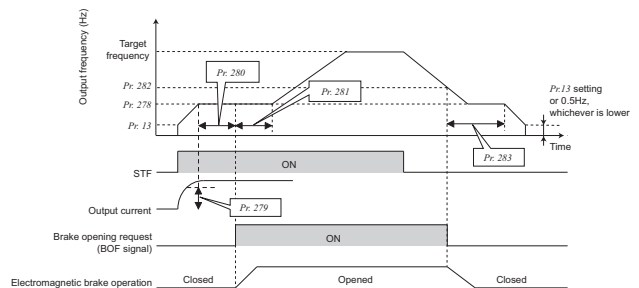 Output frequency (Hz)
Target
frequency
Pr. 280
Pr. 282
Pr. 281
Pr. 278
Pr. 13
Pr.13 setting
or 0.5Hz,
whichever is lower
Time
Pr. 283
STF
ON
Output current
Pr. 279
Brake opening request
(BOF signal)
ON
Electromagnetic brake operation
Closed
Opened
Closed